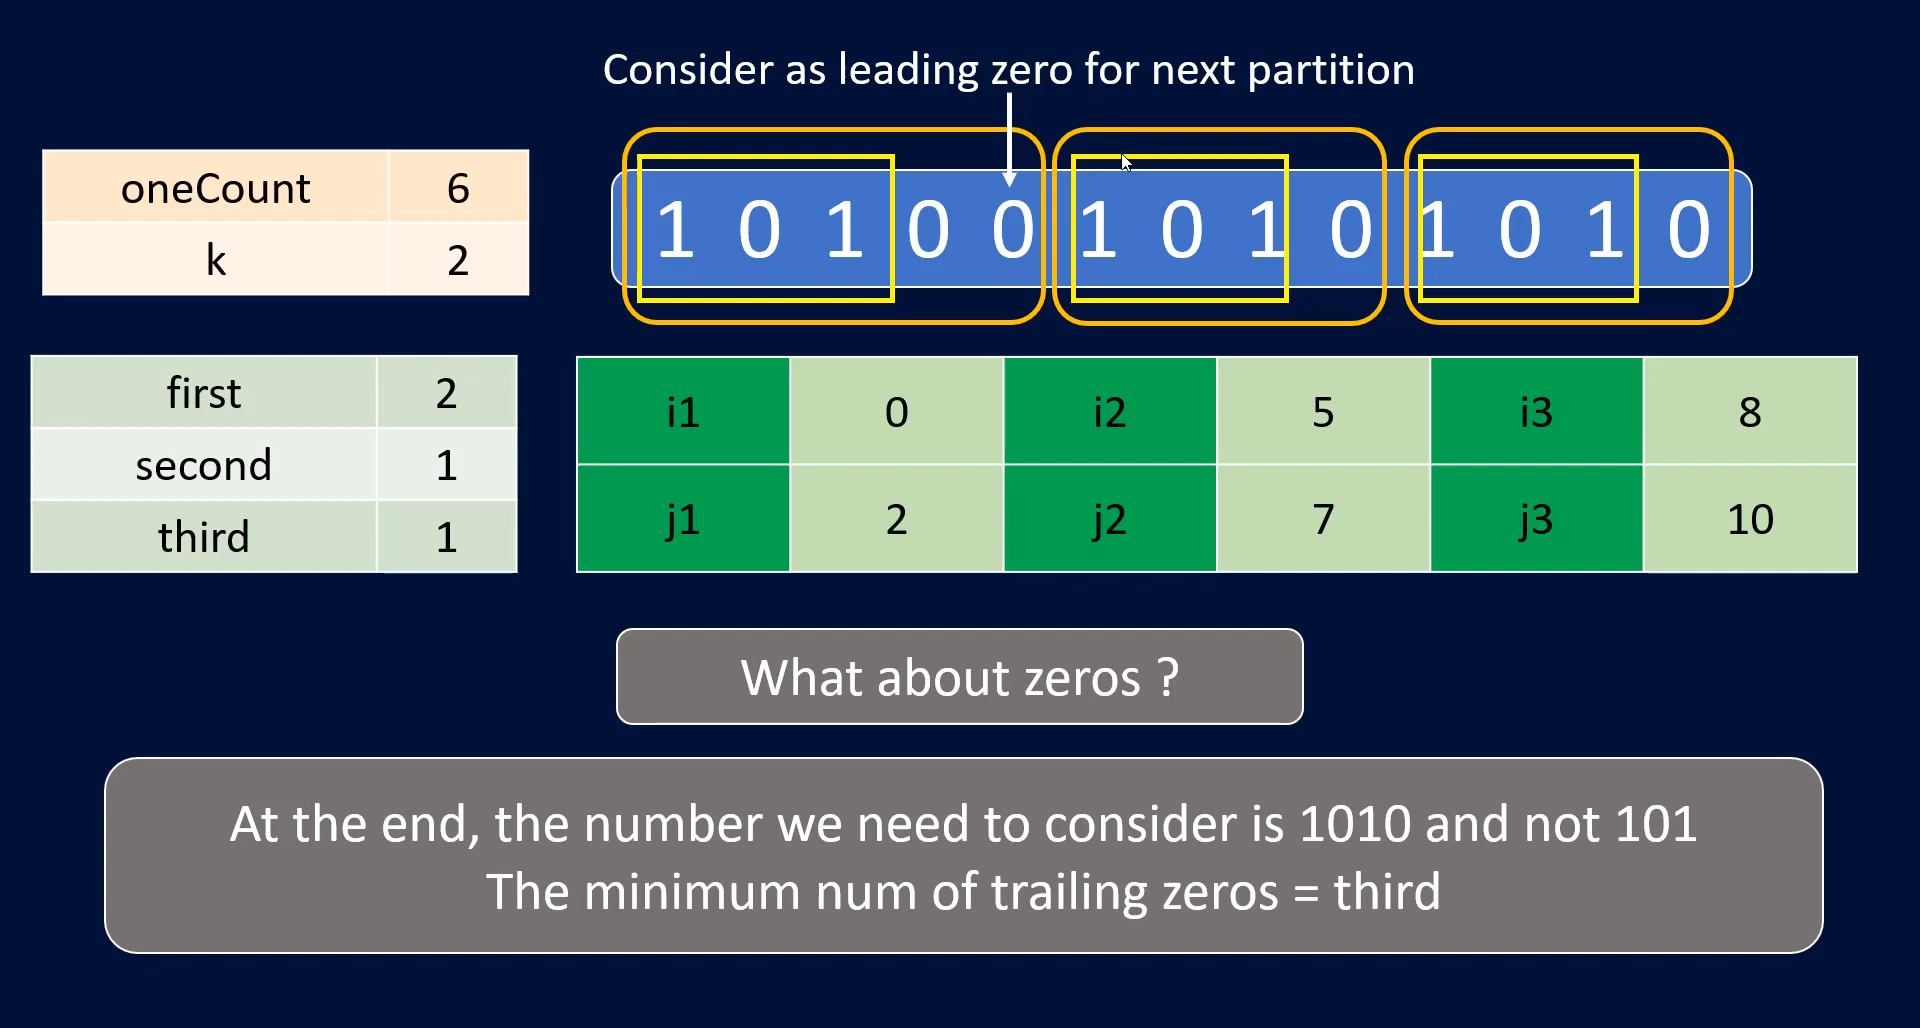 Consider as leading zero for next partition
oneCount 6
k 2
1 0 1 0 0 1 0 1 0 1 0 1 0
first 2
second 1
third 1
i1 0 i2 5 i3 8
j1 2 j2 7 j3 10
What about zeros ?
At the end, the number we need to consider is 1010 and not 101
The minimum num of trailing zeros = third